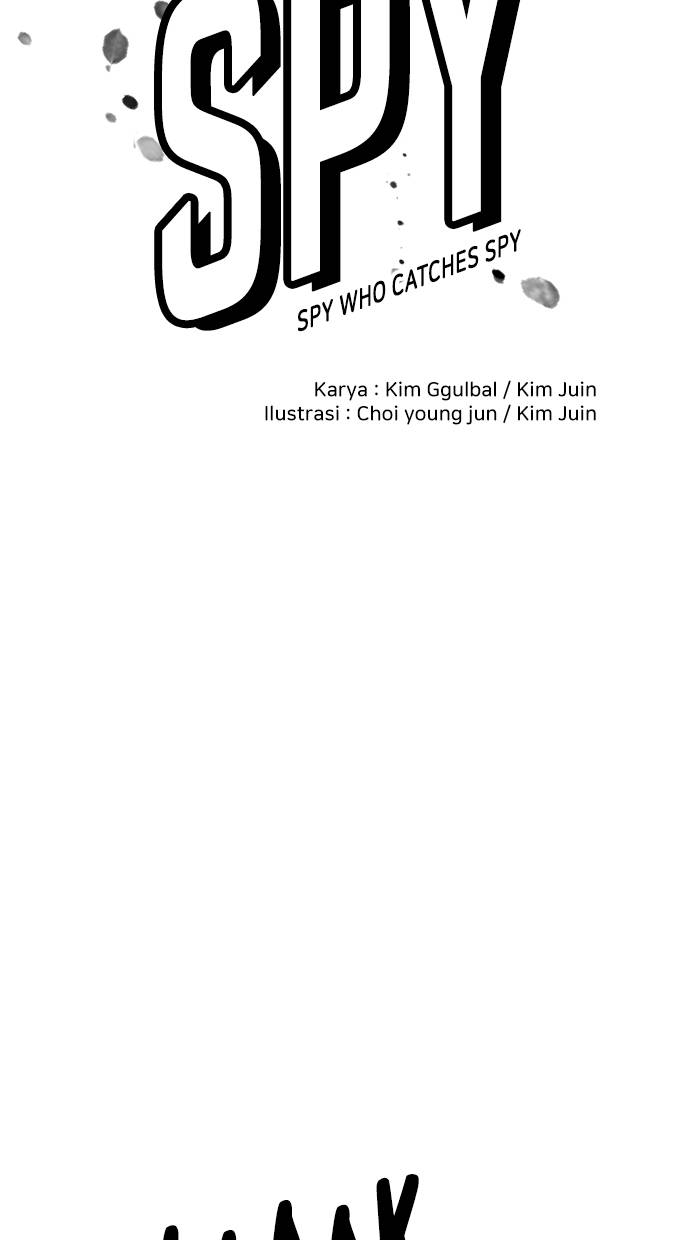 SPY
SPY WHO CATCHES SPY
Karya : Kim Ggulbal / Kim Juin
Ilustrasi : Choi young jun / Kim Juin